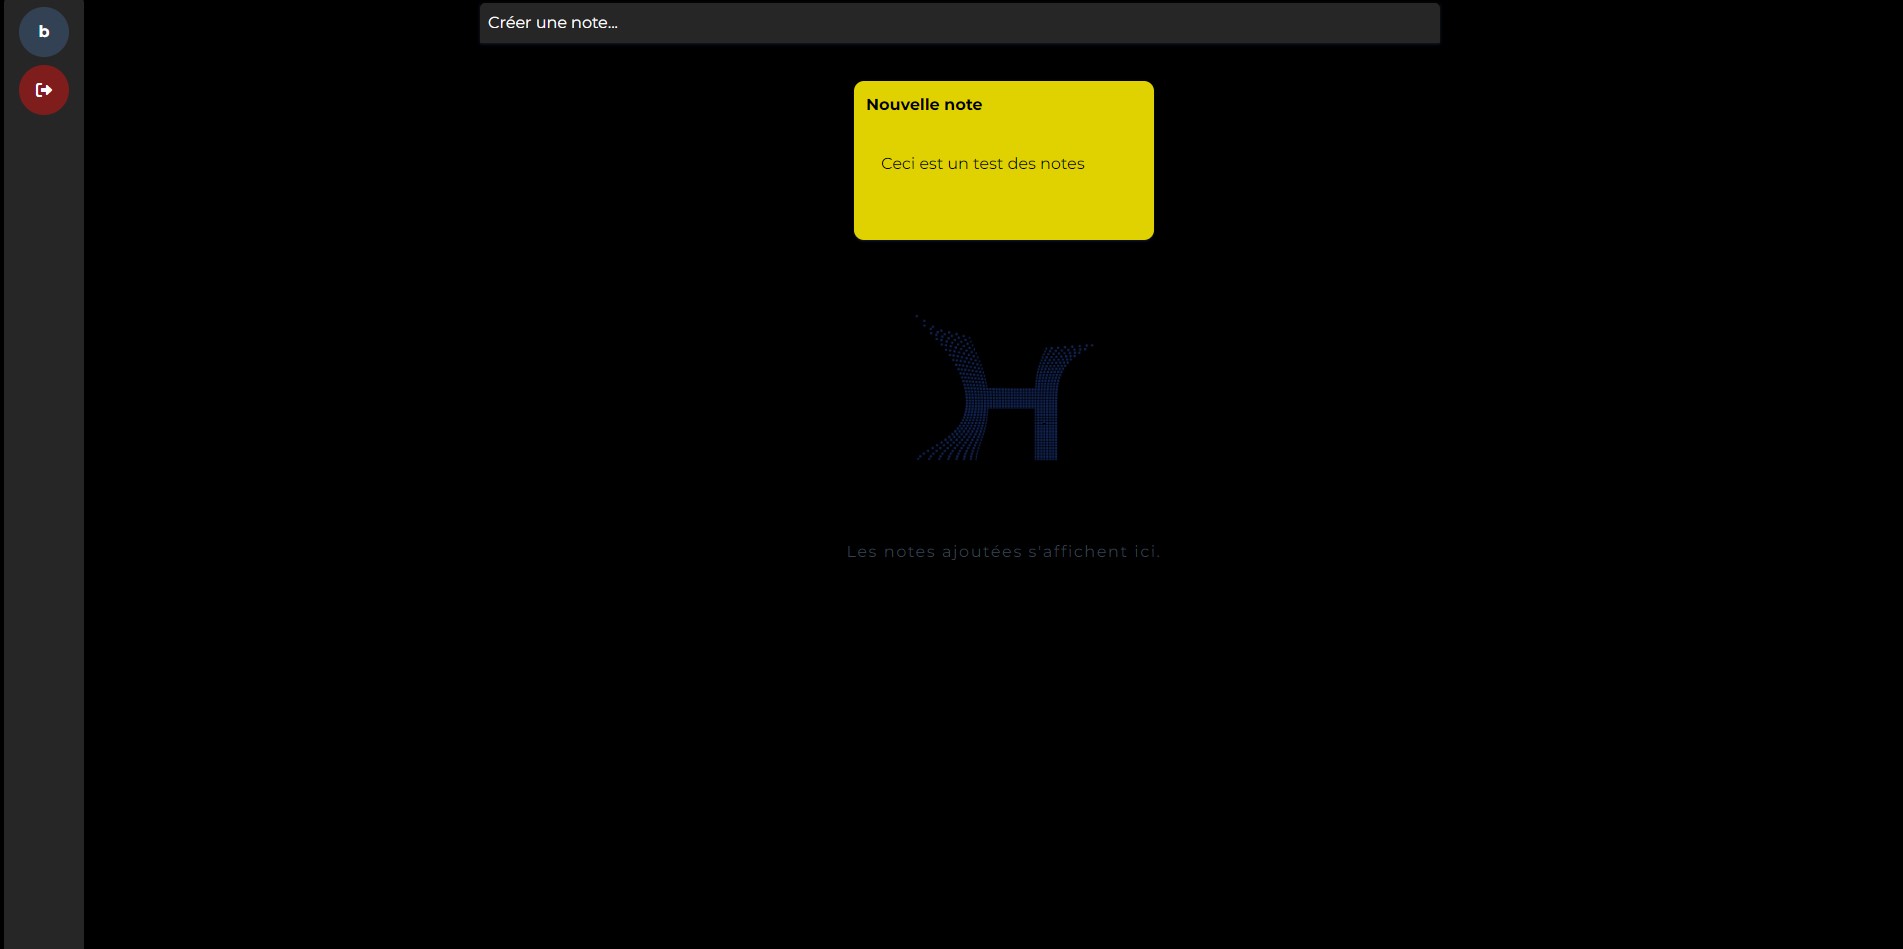 b
Créer une note...
Nouvelle note
Ceci est un test des notes
H
Les notes ajoutées s'affichent ici.